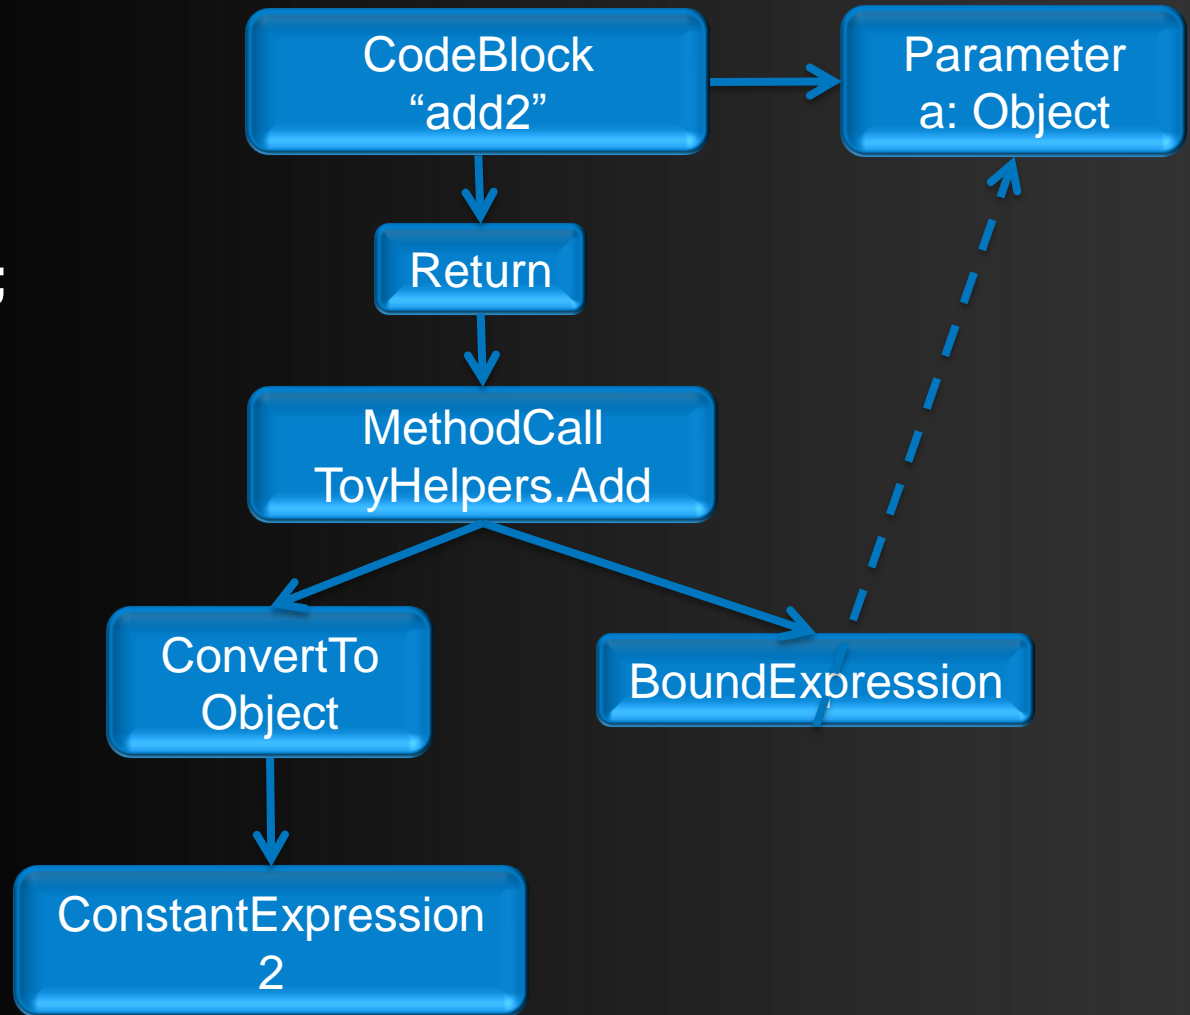 CodeBlock
“add2”
Parameter
a: Object
;
Return
MethodCall
ToyHelpers.Add
ConvertTo
Object
BoundExpression
ConstantExpression
2